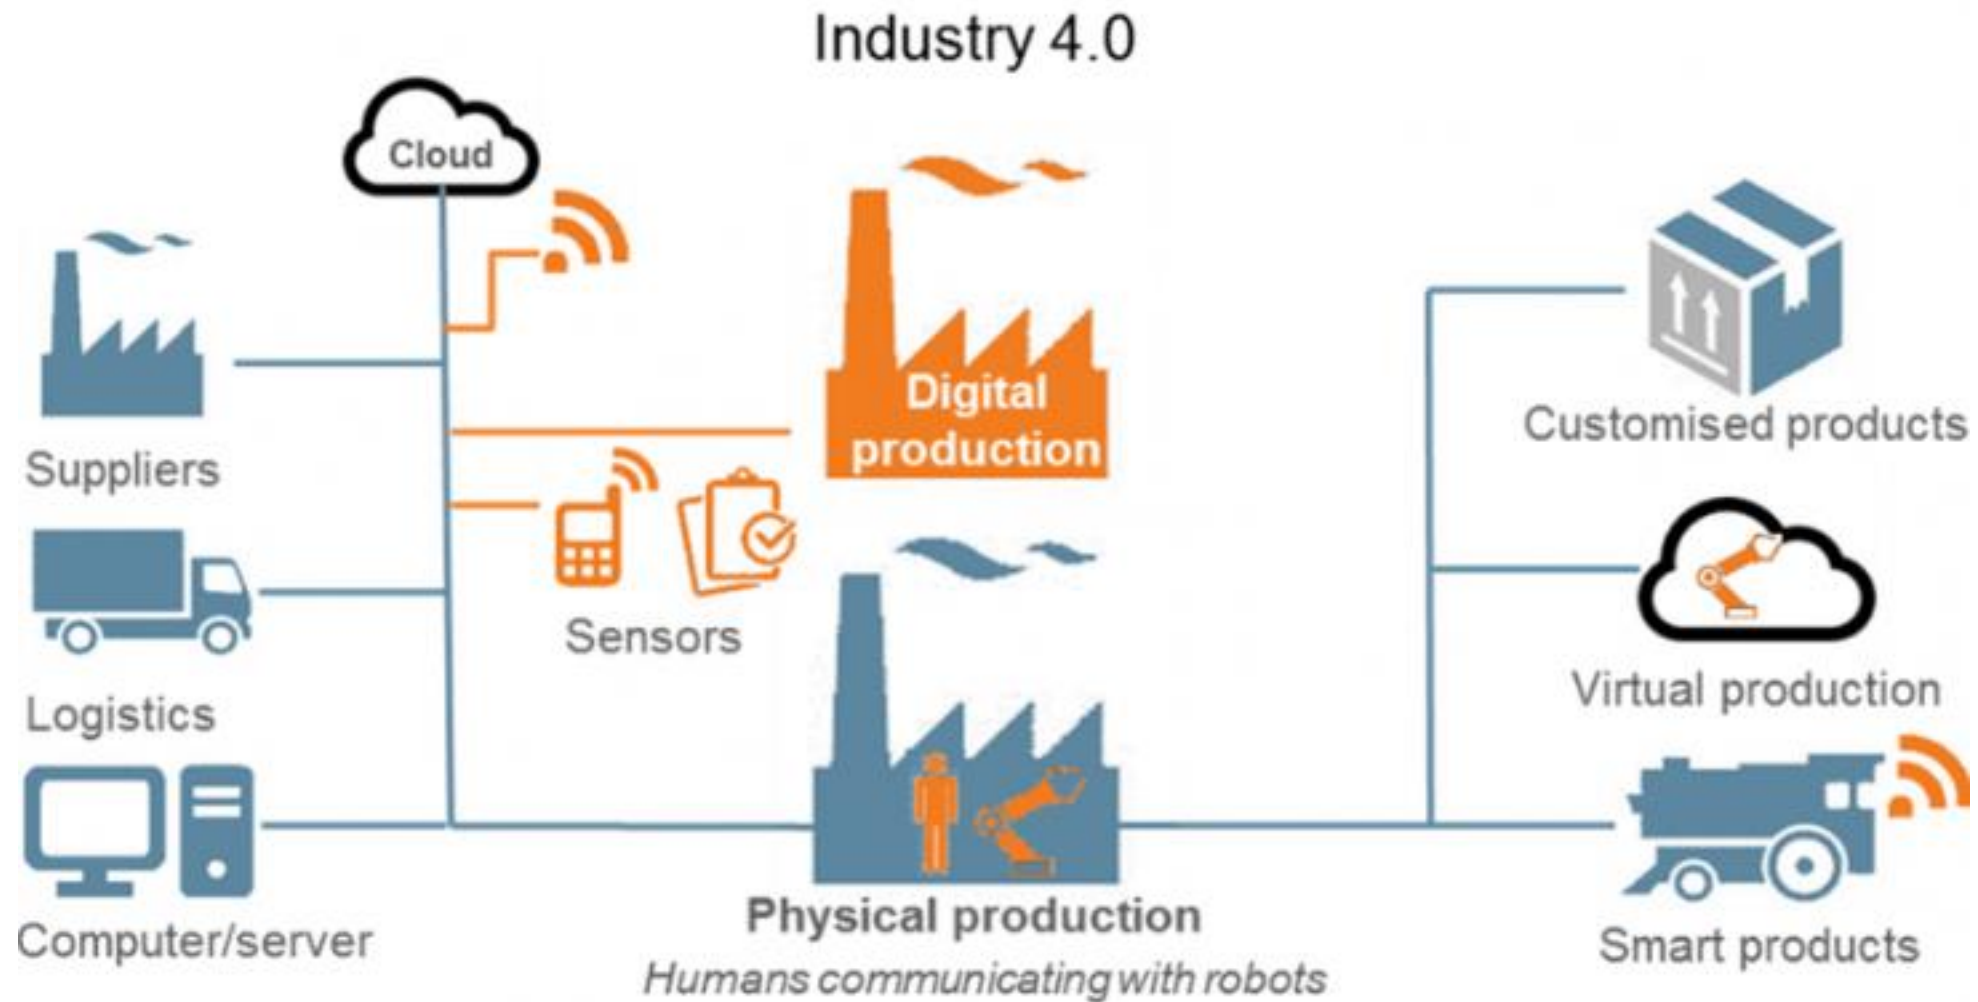 Industry 4.0
Cloud
Suppliers
Logistics
Computer/server
Sensors
Digital
production
Physical production
Humans communicating with robots
Customised products
Virtual production
Smart products